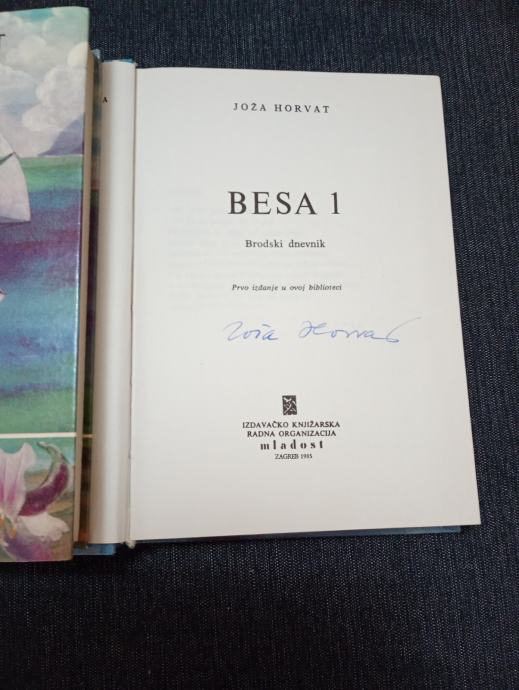 T
A
JOŽA HORVAT
BESA 1
Brodski dnevnik
Prvo izdanje u ovoj biblioteci
Joža Horvat
IZDAVAČKO KNJIŽARSKA
RADNA ORGANIZACIJA
mladost
ZAGREB 1985